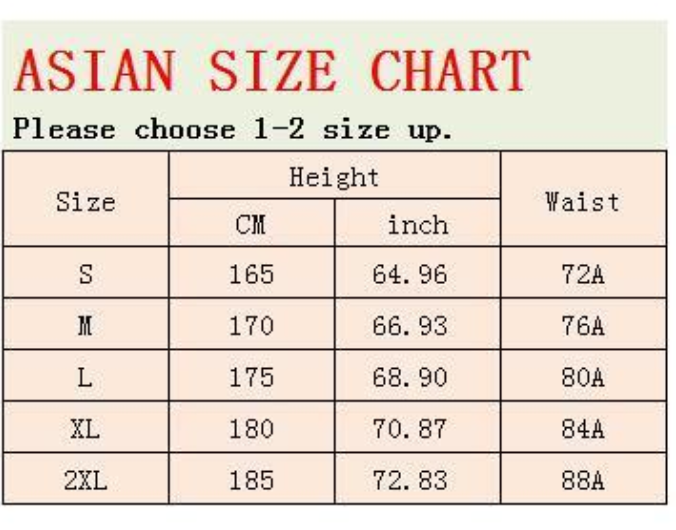 ASIAN SIZE CHART
Please choose 1-2 size up.
Size Height Waist
CM inch
S 165 64.96 72A
M 170 66.93 76A
L 175 68.90 80A
XL 180 70.87 84A
2XL 185 72.83 88A